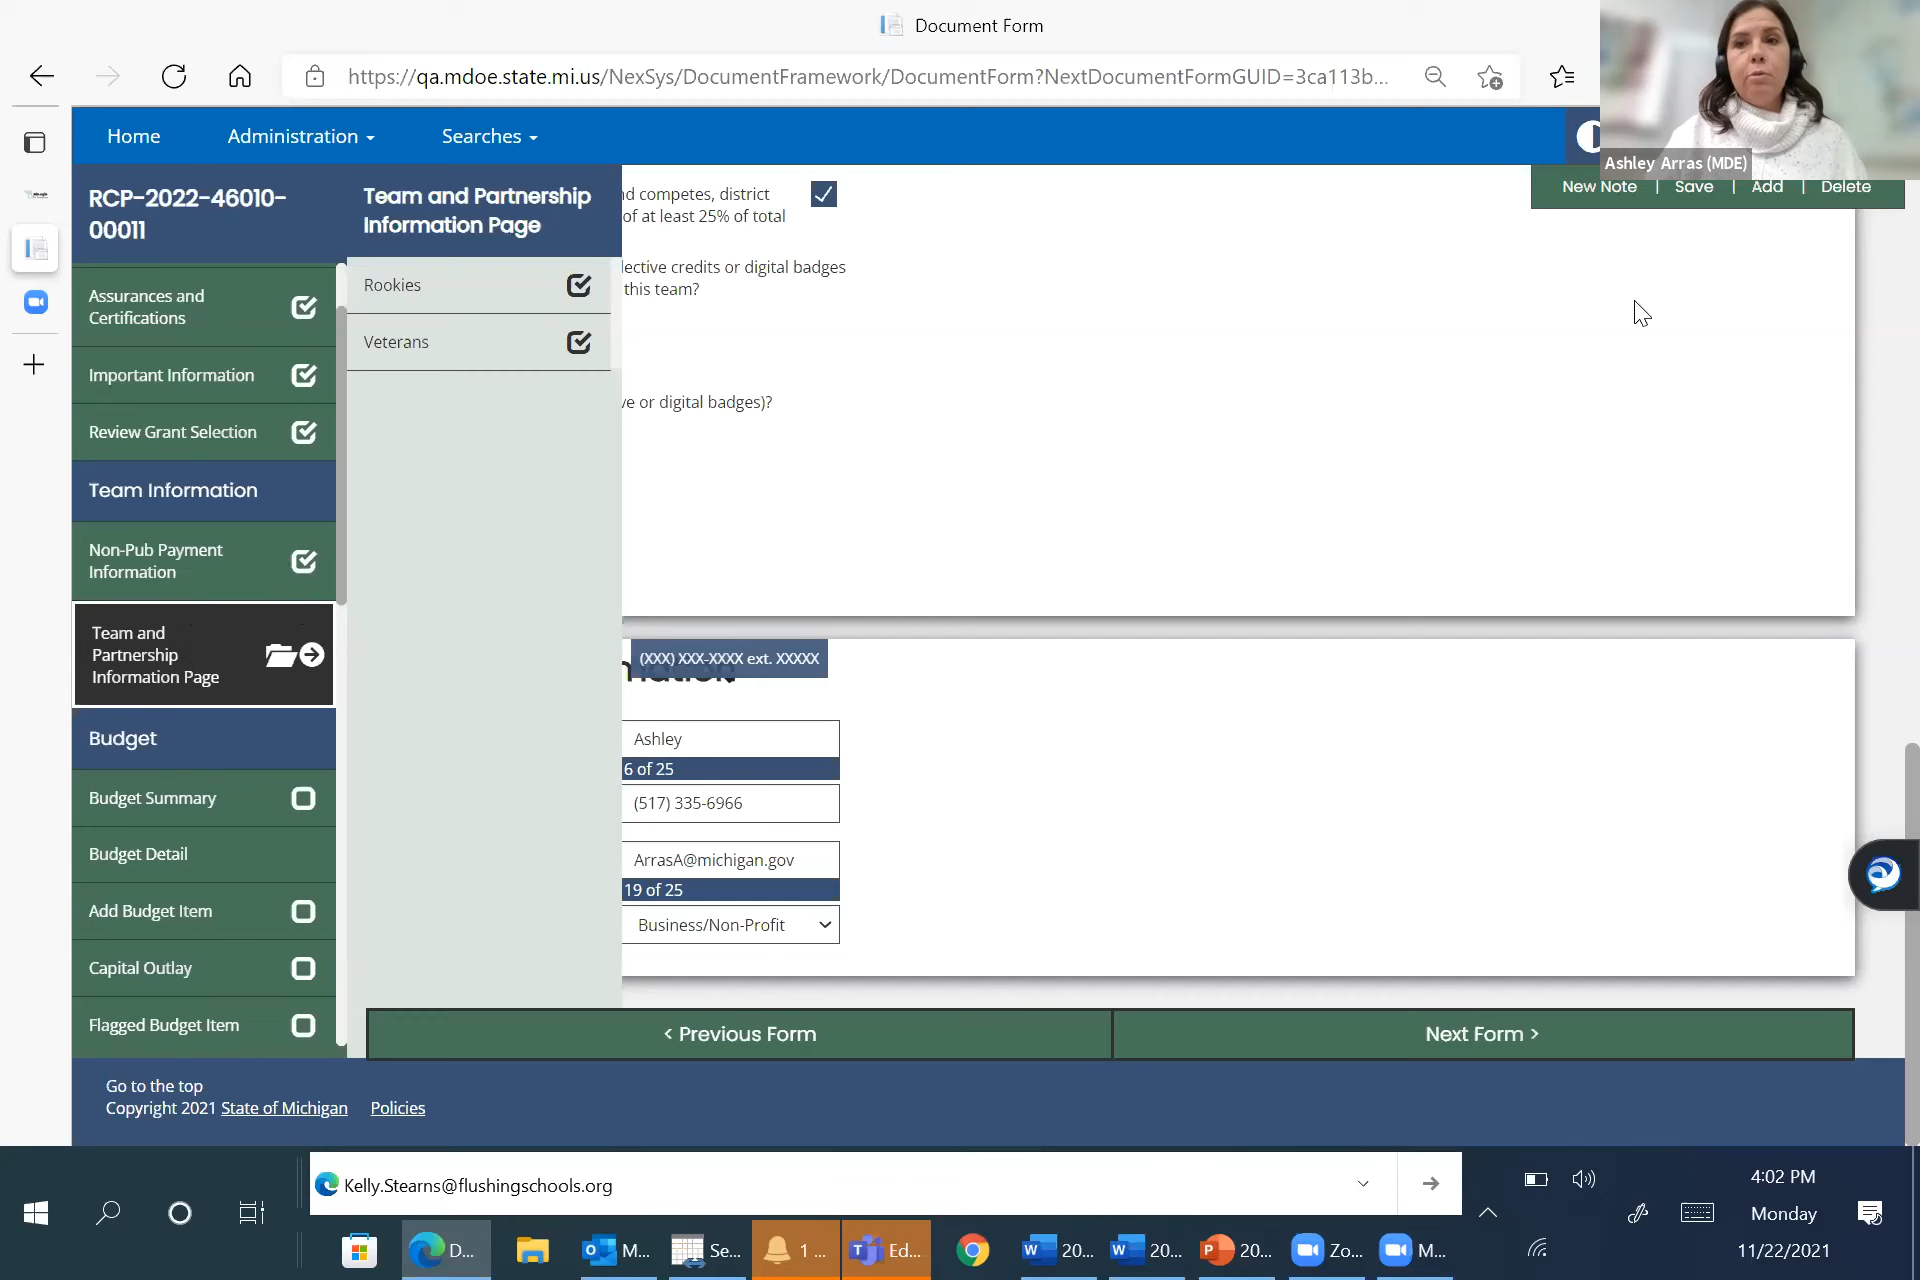 Document Form
https://qa.mdoe.state.mi.us/NexSys/DocumentFramework/DocumentForm?NextDocumentFormGUID=3ca113b...
Home
Administration
Searches
Ashley Arras (MDE)
New Note | Save | Add | Delete
RCP-2022-46010-
00011
Assurances and
Certifications
Important Information
Review Grant Selection
Team Information
Non-Pub Payment
Information
Team and
Partnership
Information Page
Budget
Budget Summary
Budget Detail
Add Budget Item
Capital Outlay
Flagged Budget Item
Team and Partnership
Information Page
Rookies
Veterans
nd competes, district
of at least 25% of total
lective credits or digital badges
this team?
ve or digital badges)?
(XXX) XXX-XXXX ext. XXXXX
Ashley
6 of 25
(517) 335-6966
ArrasA@michigan.gov
19 of 25
Business/Non-Profit
< Previous Form
Next Form >
Go to the top
Copyright 2021 State of Michigan Policies
Kelly.Stearns@flushingschools.org
4:02 PM
Monday
11/22/2021
D...
M...
Se...
1 ...
Ed...
20...
20...
20...
Zo...
M...